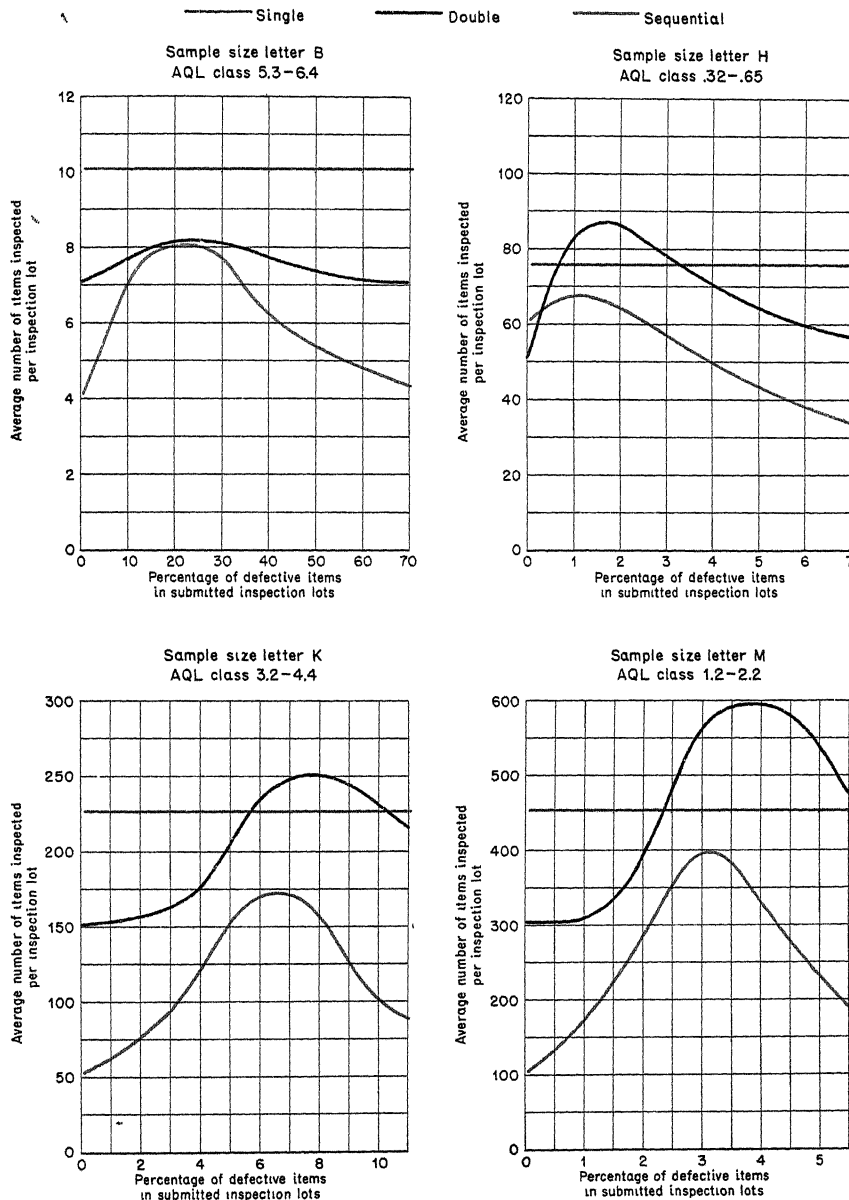 Single Double Sequential
Sample size letter B
AQL class 5.3-6.4
12
10
8
6
4
2
0
Average number of items inspected
per inspection lot
0 10 20 30 40 50 60 70
Percentage of defective items
in submitted inspection lots
Sample size letter H
AQL class .32-.65
120
100
80
60
40
20
0
Average number of items inspected
per inspection lot
0 1 2 3 4 5 6 7
Percentage of defective items
in submitted inspection lots
Sample size letter K
AQL class 3.2-4.4
300
250
200
150
100
50
0
Average number of items inspected
per inspection lot
0 2 4 6 8 10
Percentage of defective items
in submitted inspection lots
Sample size letter M
AQL class 1.2-2.2
600
500
400
300
200
100
0
Average number of items inspected
per inspection lot
0 1 2 3 4 5
Percentage of defective items
in submitted inspection lots